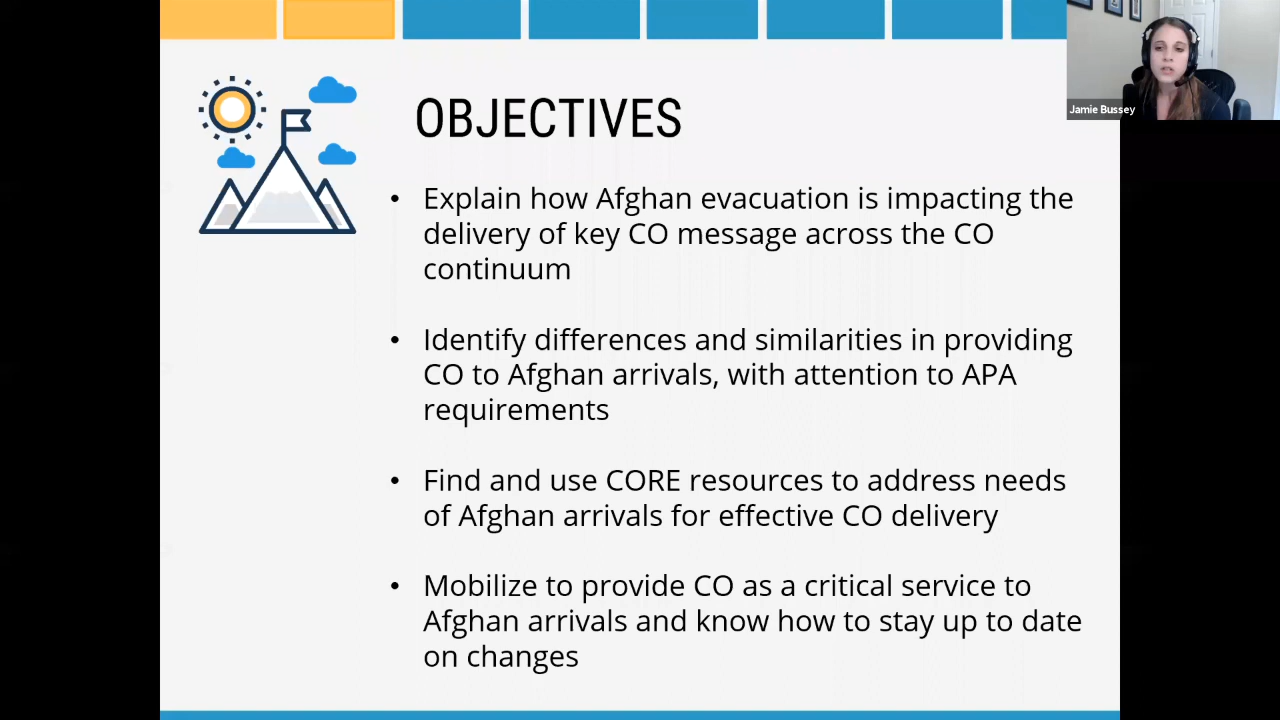 OBJECTIVES
Jamie Bussey
• Explain how Afghan evacuation is impacting the
delivery of key CO message across the CO
continuum
• Identify differences and similarities in providing
CO to Afghan arrivals, with attention to APA
requirements
• Find and use CORE resources to address needs
of Afghan arrivals for effective CO delivery
• Mobilize to provide CO as a critical service to
Afghan arrivals and know how to stay up to date
on changes